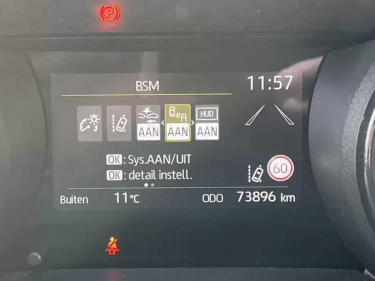 (P)
BSM 11:57
HUD
AAN AAN AAN
OK : Sys.AAN/UIT
OK : detail instell.
60
Buiten 11°C ODO 73896 km